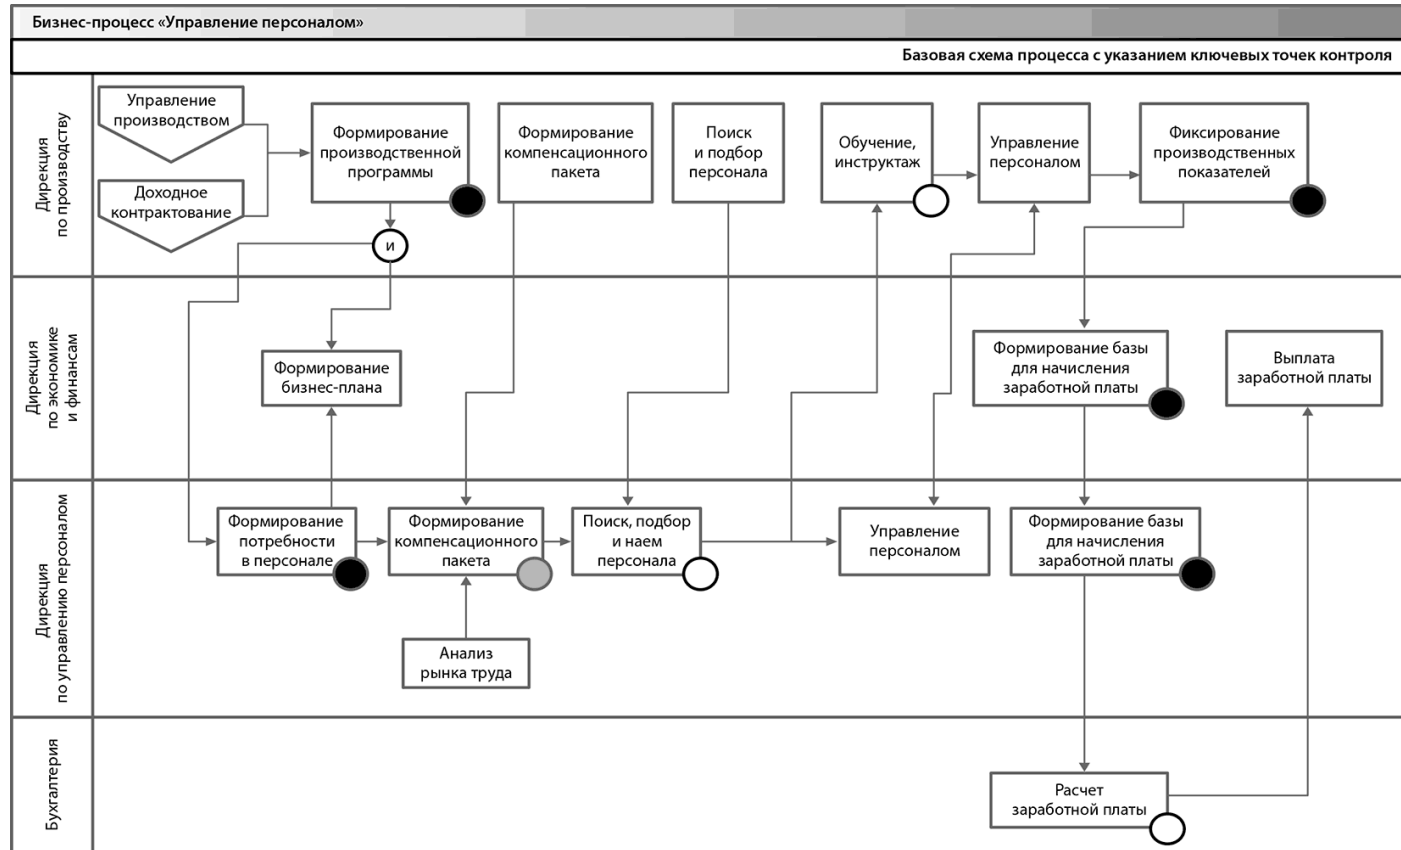 Бизнес-процесс «Управление персоналом»
Базовая схема процесса с указанием ключевых точек контроля
Дирекция
по производству
Управление
производством
Доходное
контрактование
Формирование
производственной
программы
и
Формирование
компенсационного
пакета
Поиск
и подбор
персонала
Обучение,
инструктаж
Управление
персоналом
Фиксирование
производственных
показателей
Дирекция
по экономике
и финансам
Формирование
бизнес-плана
Формирование базы
для начисления
заработной платы
Выплата
заработной платы
Дирекция
по управлению персоналом
Формирование
потребности
в персонале
Формирование
компенсационного
пакета
Поиск, подбор
и наем
персонала
Управление
персоналом
Формирование базы
для начисления
заработной платы
Анализ
рынка труда
Бухгалтерия
Расчет
заработной платы